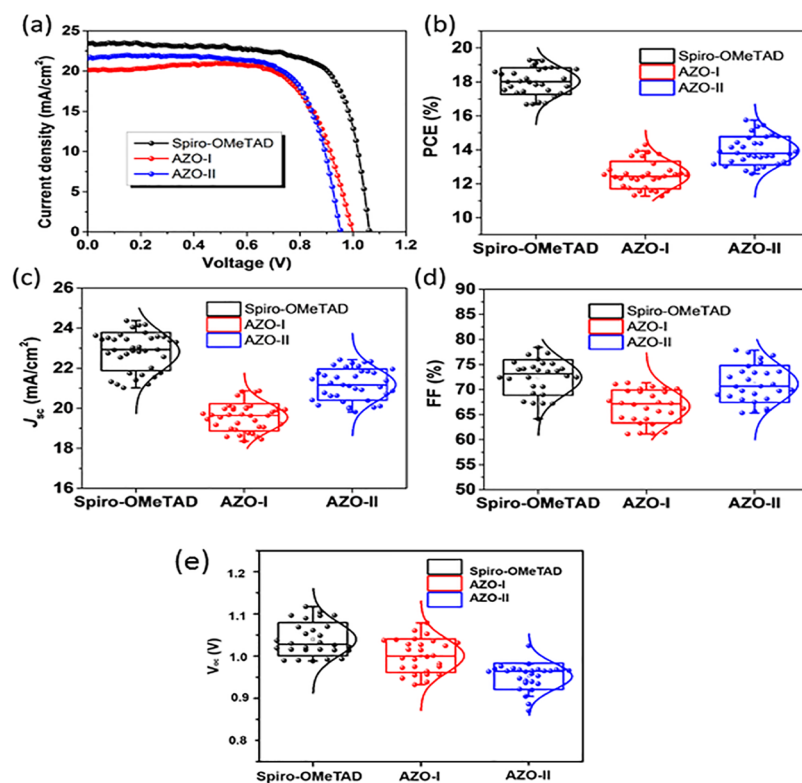 (a)
Current density (mA/cm²)
25
20
15
10
5
0
0.0 0.2 0.4 0.6 0.8 1.0 1.2
Voltage (V)
Spiro-OMeTAD
AZO-I
AZO-II
(b)
PCE (%)
20
18
16
14
12
10
Spiro-OMeTAD
AZO-I
AZO-II
Spiro-OMeTAD AZO-I AZO-II
(c)
Jsc (mA/cm²)
26
24
22
20
18
16
Spiro-OMeTAD
AZO-I
AZO-II
Spiro-OMeTAD AZO-I AZO-II
(d)
FF (%)
90
85
80
75
70
65
60
55
50
Spiro-OMeTAD
AZO-I
AZO-II
Spiro-OMeTAD AZO-I AZO-II
(e)
Voc (V)
1.2
1.1
1.0
0.9
0.8
Spiro-OMeTAD
AZO-I
AZO-II
Spiro-OMeTAD AZO-I AZO-II